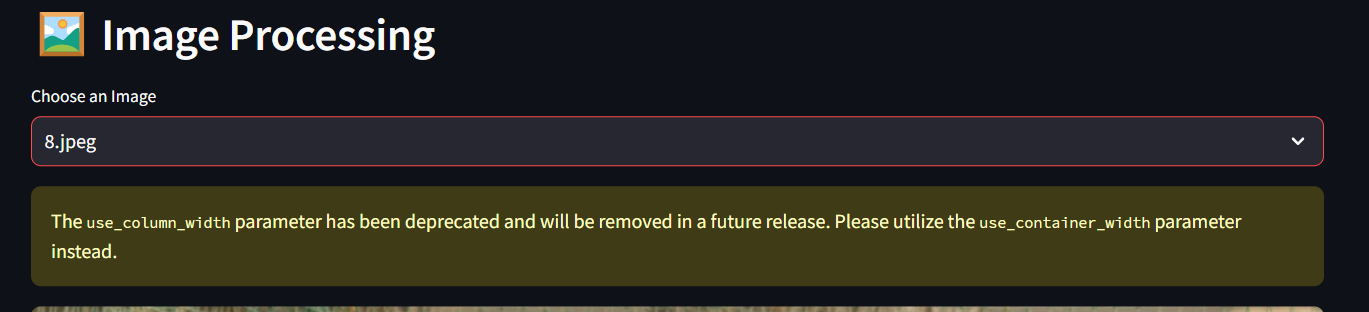 Image Processing
Choose an Image
8.jpeg
The use_column_width parameter has been deprecated and will be removed in a future release. Please utilize the use_container_width parameter
instead.